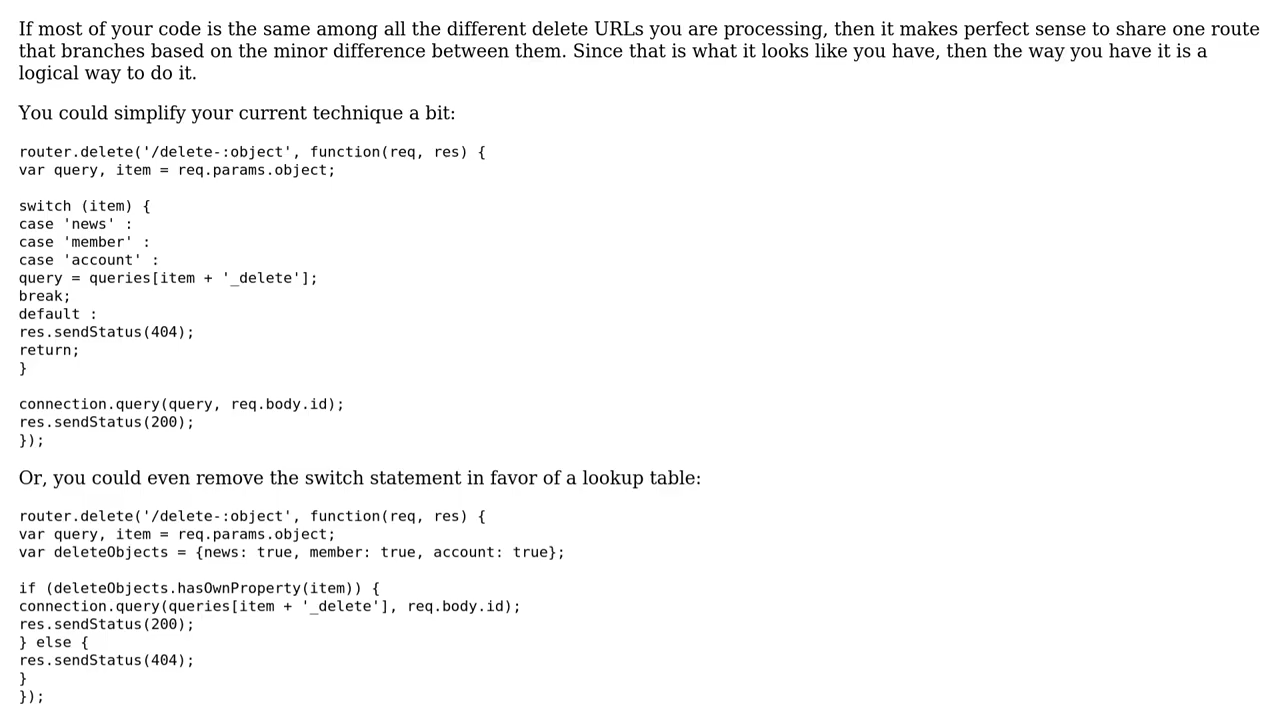 If most of your code is the same among all the different delete URLs you are processing, then it makes perfect sense to share one route
that branches based on the minor difference between them. Since that is what it looks like you have, then the way you have it is a
logical way to do it.
You could simplify your current technique a bit:
router.delete('/delete-:object', function(req, res) {
var query, item = req.params.object;
switch (item) {
case 'news' :
case 'member' :
case 'account' :
query = queries[item + '_delete'];
break;
default :
res.sendStatus(404);
return;
}
connection.query(query, req.body.id);
res.sendStatus(200);
});
Or, you could even remove the switch statement in favor of a lookup table:
router.delete('/delete-:object', function(req, res) {
var query, item = req.params.object;
var deleteObjects = {news: true, member: true, account: true};
if (deleteObjects.hasOwnProperty(item)) {
connection.query(queries[item + '_delete'], req.body.id);
res.sendStatus(200);
} else {
res.sendStatus(404);
}
});